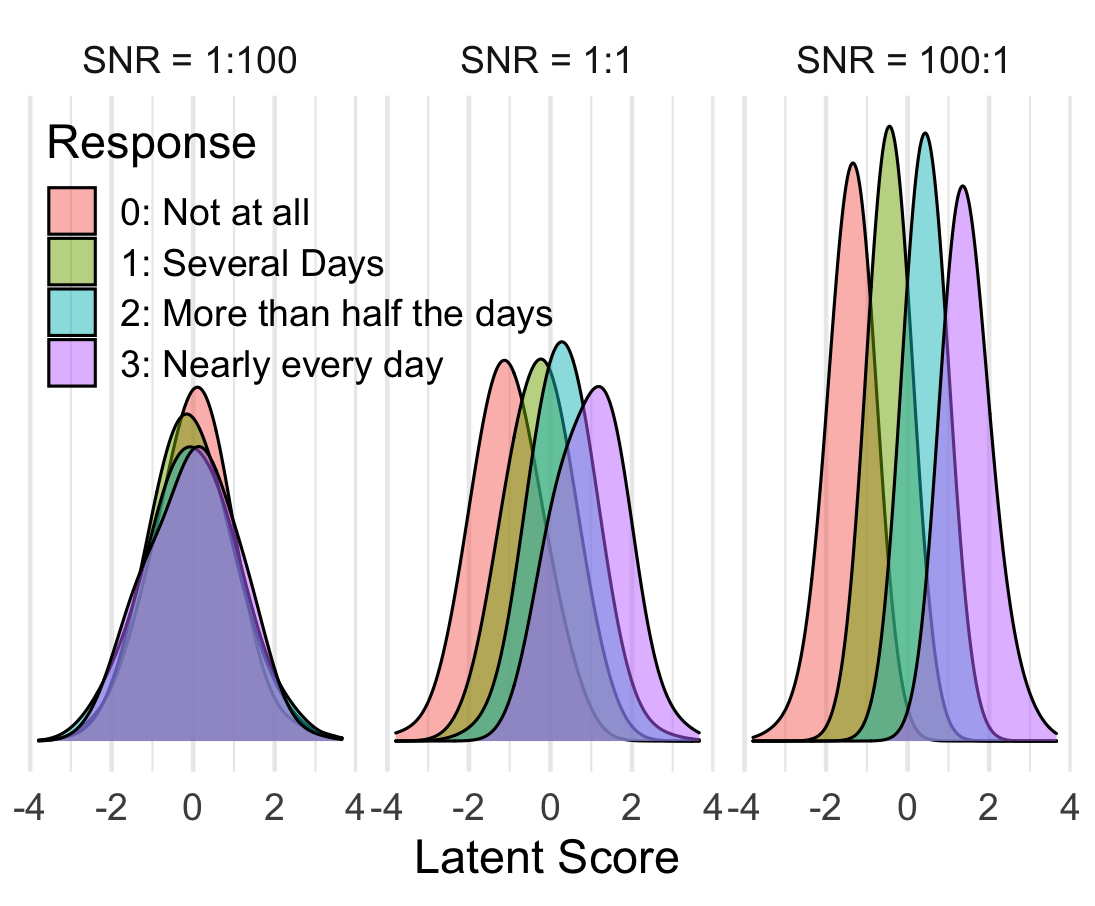 SNR = 1:100 SNR = 1:1 SNR = 100:1
Response
0: Not at all
1: Several Days
2: More than half the days
3: Nearly every day
-4 -2 0 2 4 -4 -2 0 2 4 -4 -2 0 2 4
Latent Score